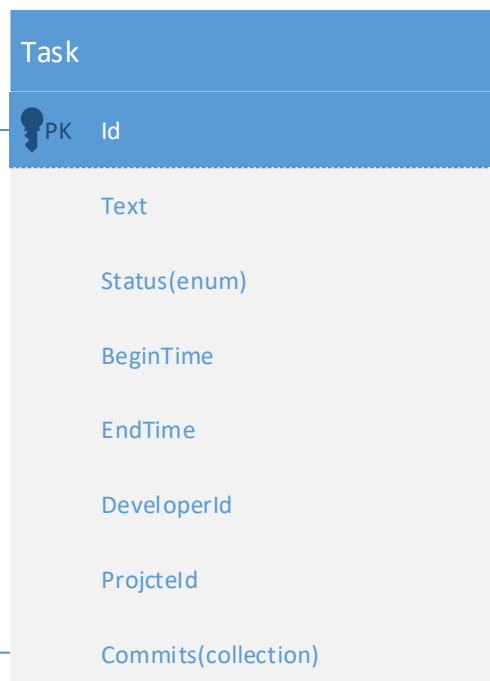 Task
PK Id
Text
Status(enum)
BeginTime
EndTime
DeveloperId
ProjcteId
Commits(collection)